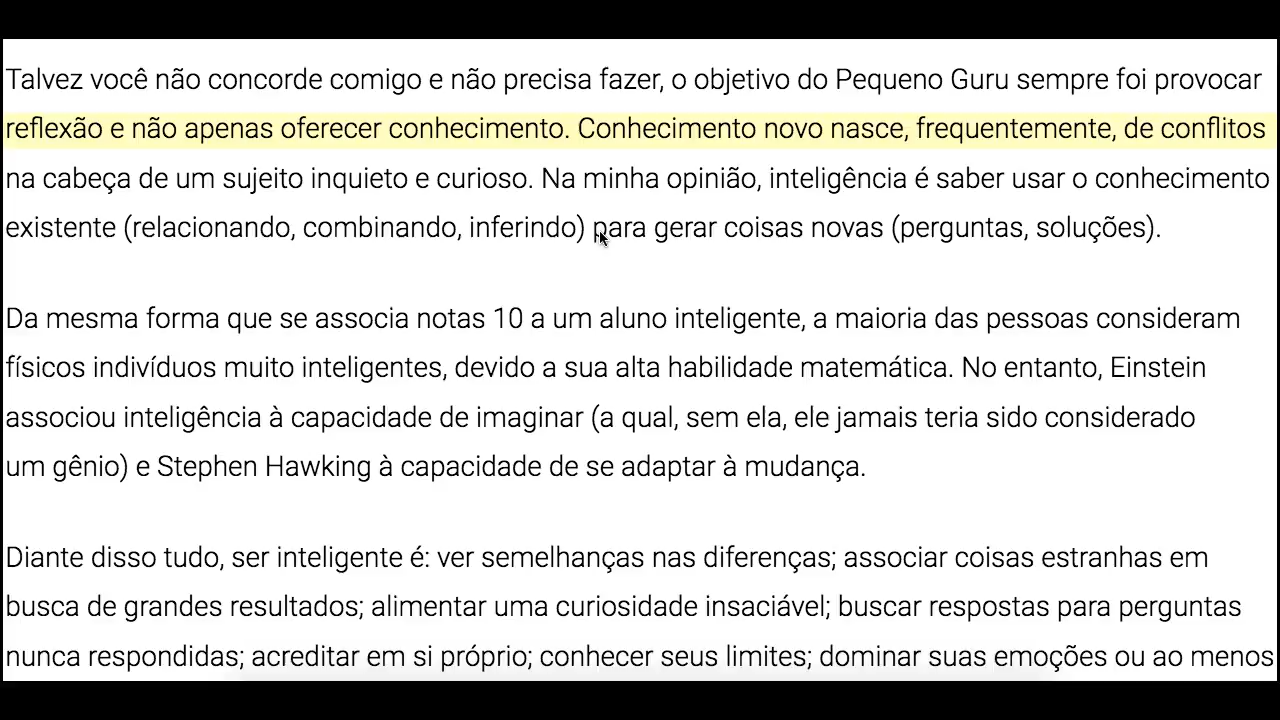 Talvez você não concorde comigo e não precisa fazer, o objetivo do Pequeno Guru sempre foi provocar
reflexão e não apenas oferecer conhecimento. Conhecimento novo nasce, frequentemente, de conflitos
na cabeça de um sujeito inquieto e curioso. Na minha opinião, inteligência é saber usar o conhecimento
existente (relacionando, combinando, inferindo) para gerar coisas novas (perguntas, soluções).
Da mesma forma que se associa notas 10 a um aluno inteligente, a maioria das pessoas consideram
físicos indivíduos muito inteligentes, devido a sua alta habilidade matemática. No entanto, Einstein
associou inteligência à capacidade de imaginar (a qual, sem ela, ele jamais teria sido considerado
um gênio) e Stephen Hawking à capacidade de se adaptar à mudança.
Diante disso tudo, ser inteligente é: ver semelhanças nas diferenças; associar coisas estranhas em
busca de grandes resultados; alimentar uma curiosidade insaciável; buscar respostas para perguntas
nunca respondidas; acreditar em si próprio; conhecer seus limites; dominar suas emoções ou ao menos